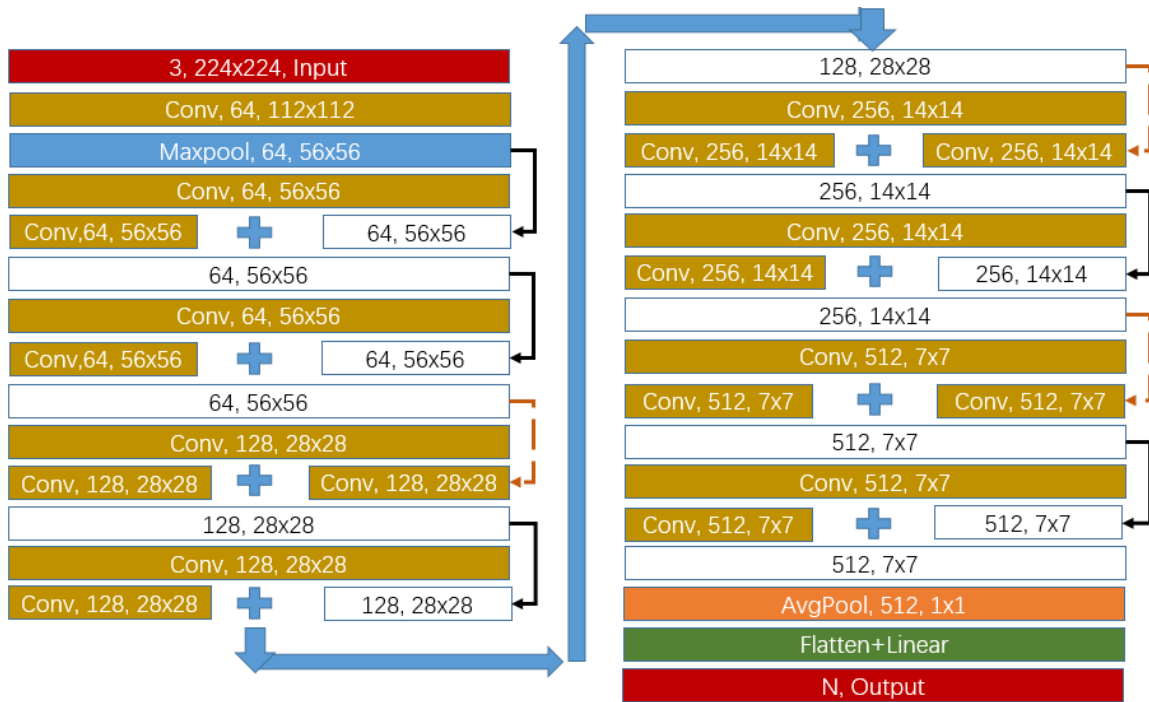 3, 224x224, Input
Conv, 64, 112x112
Maxpool, 64, 56x56
Conv, 64, 56x56
Conv,64, 56x56 64, 56x56
64, 56x56
Conv, 64, 56x56
Conv,64, 56x56 64, 56x56
64, 56x56
Conv, 128, 28x28
Conv, 128, 28x28 Conv, 128, 28x28
128, 28x28
Conv, 128, 28x28
Conv, 128, 28x28 128, 28x28
128, 28x28
Conv, 256, 14x14
Conv, 256, 14x14 Conv, 256, 14x14
256, 14x14
Conv, 256, 14x14
Conv, 256, 14x14 256, 14x14
256, 14x14
Conv, 512, 7x7
Conv, 512, 7x7 Conv, 512, 7x7
512, 7x7
Conv, 512, 7x7
Conv, 512, 7x7 512, 7x7
512, 7x7
AvgPool, 512, 1x1
Flatten+Linear
N, Output